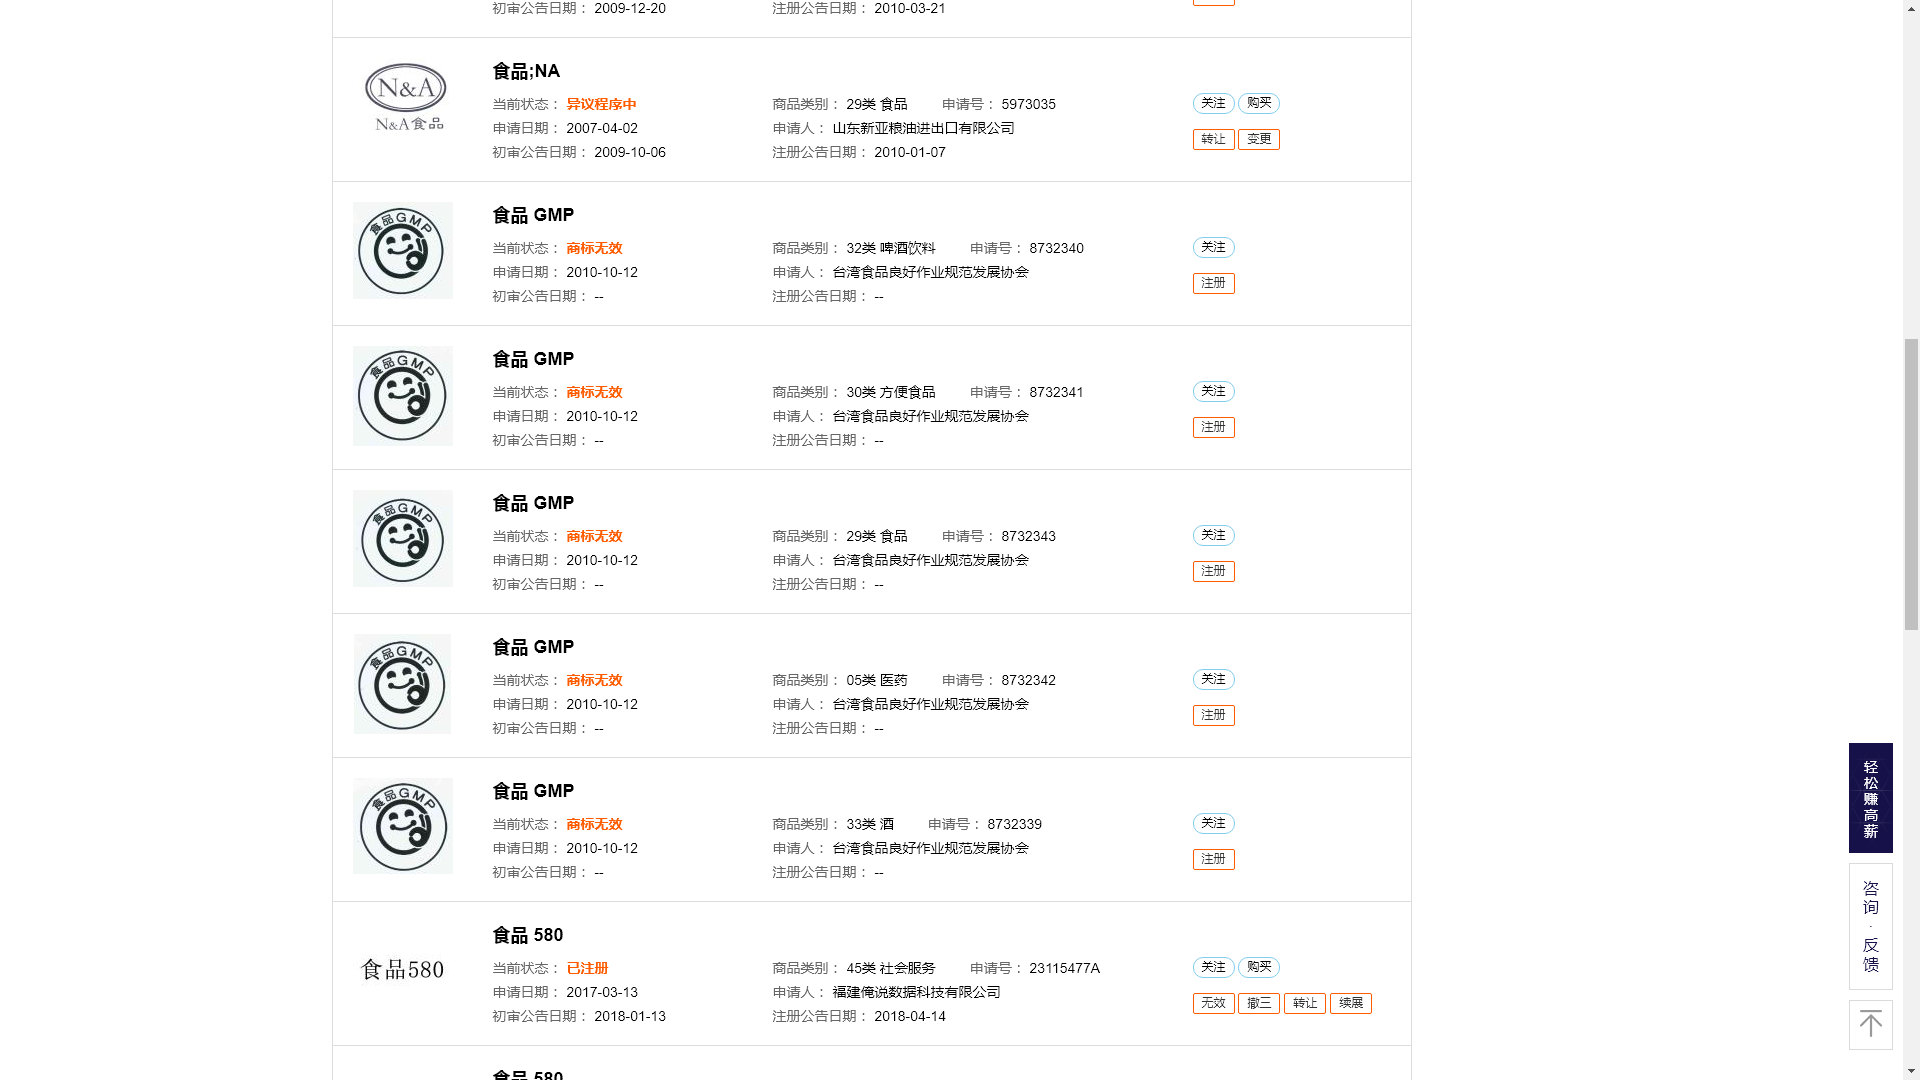 初审公告日期： 2009-12-20 注册公告日期： 2010-03-21
N&A
N&A食品
食品;NA
当前状态： 异议程序中 商品类别： 29类 食品 申请号： 5973035 关注 购买
申请日期： 2007-04-02 申请人： 山东新亚粮油进出口有限公司 转让 变更
初审公告日期： 2009-10-06 注册公告日期： 2010-01-07
食品GMP
食品 GMP
当前状态： 商标无效 商品类别： 32类 啤酒饮料 申请号： 8732340 关注
申请日期： 2010-10-12 申请人： 台湾食品良好作业规范发展协会 注册
初审公告日期： -- 注册公告日期： --
食品GMP
食品 GMP
当前状态： 商标无效 商品类别： 30类 方便食品 申请号： 8732341 关注
申请日期： 2010-10-12 申请人： 台湾食品良好作业规范发展协会 注册
初审公告日期： -- 注册公告日期： --
食品GMP
食品 GMP
当前状态： 商标无效 商品类别： 29类 食品 申请号： 8732343 关注
申请日期： 2010-10-12 申请人： 台湾食品良好作业规范发展协会 注册
初审公告日期： -- 注册公告日期： --
食品GMP
食品 GMP
当前状态： 商标无效 商品类别： 05类 医药 申请号： 8732342 关注
申请日期： 2010-10-12 申请人： 台湾食品良好作业规范发展协会 注册
初审公告日期： -- 注册公告日期： --
食品GMP
食品 GMP
当前状态： 商标无效 商品类别： 33类 酒 申请号： 8732339 关注
申请日期： 2010-10-12 申请人： 台湾食品良好作业规范发展协会 注册
初审公告日期： -- 注册公告日期： --
食品580
食品 580
当前状态： 已注册 商品类别： 45类 社会服务 申请号： 23115477A 关注 购买
申请日期： 2017-03-13 申请人： 福建俺说数据科技有限公司 无效 撤三 转让 续展
初审公告日期： 2018-01-13 注册公告日期： 2018-04-14
食品 580
轻松赚高薪
咨询·反馈